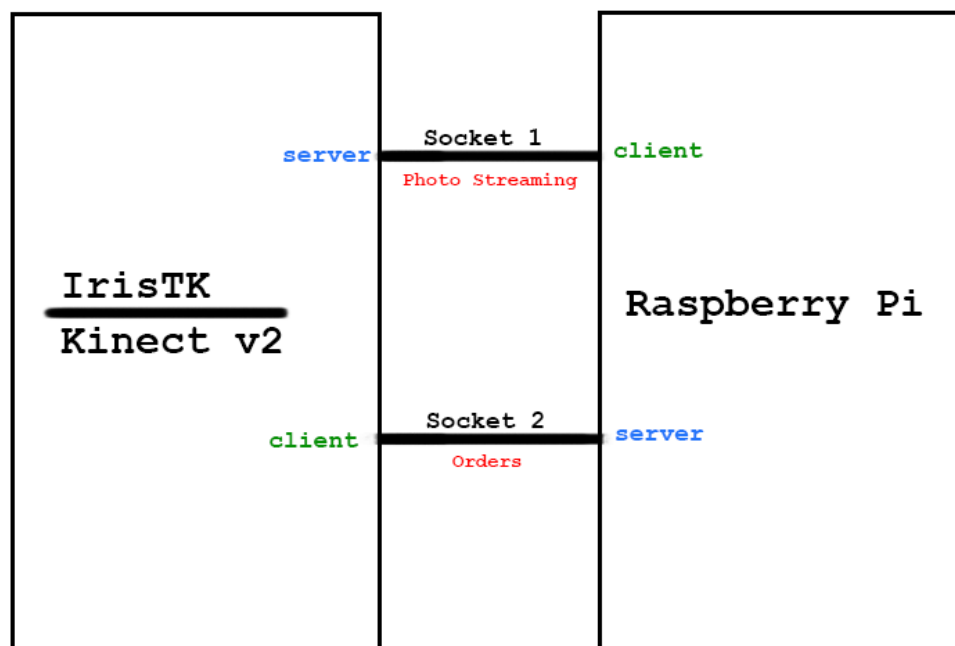 Socket 1
server
client
Photo Streaming
IrisTK
Kinect v2
Raspberry Pi
Socket 2
client
server
Orders